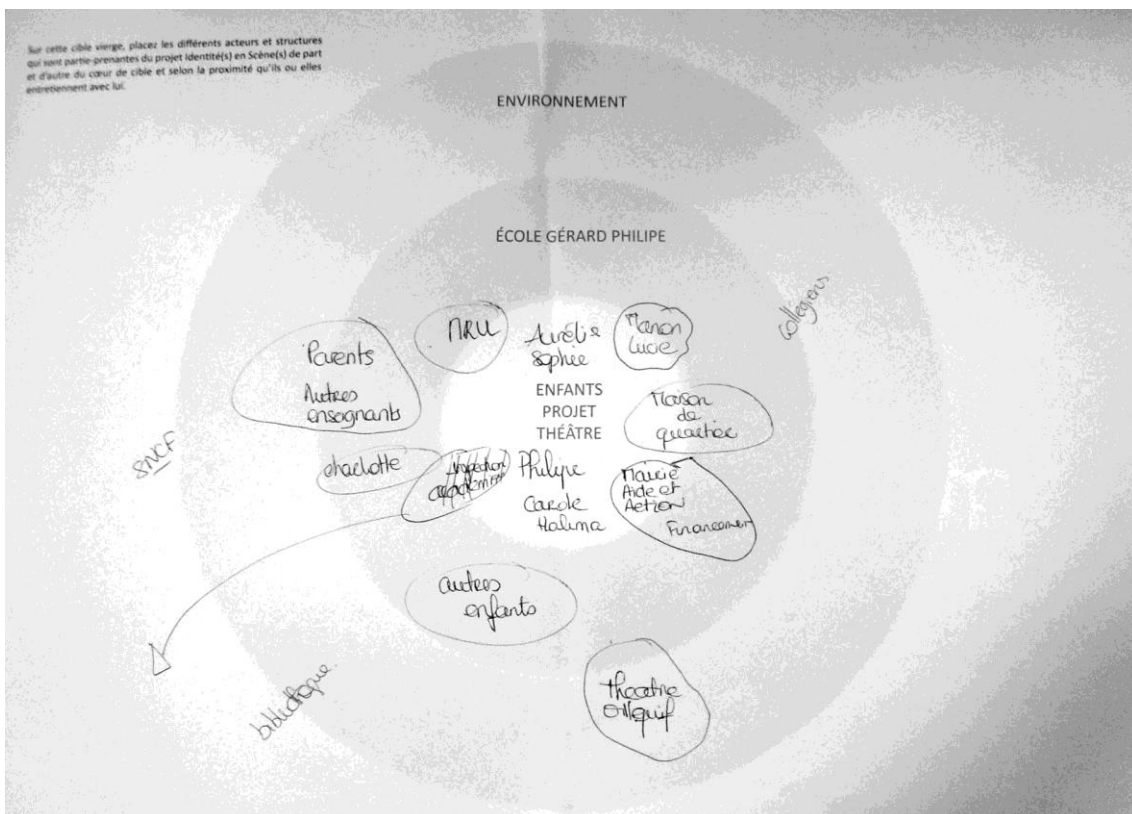 Sur cette cible vierge, placez les différents acteurs et structures
qui sont partie-prenantes du projet Identité(s) en Scène(s) de part
et d'autre du cœur de cible et selon la proximité qu'ils ou elles
entretiennent avec lui.
ENVIRONNEMENT
ÉCOLE GÉRARD PHILIPE
collégiens
NRU
Aurélie
Sophie
Manon
Lucie
Parents
Autres
enseignants
ENFANTS
PROJET
THÉÂTRE
Maison
de
quartier
SNCF
charlotte
Inspection
Philipe
Carole
Halima
Mairie
Aide et
Action
Financement
autres
enfants
bibliothèque
theatre